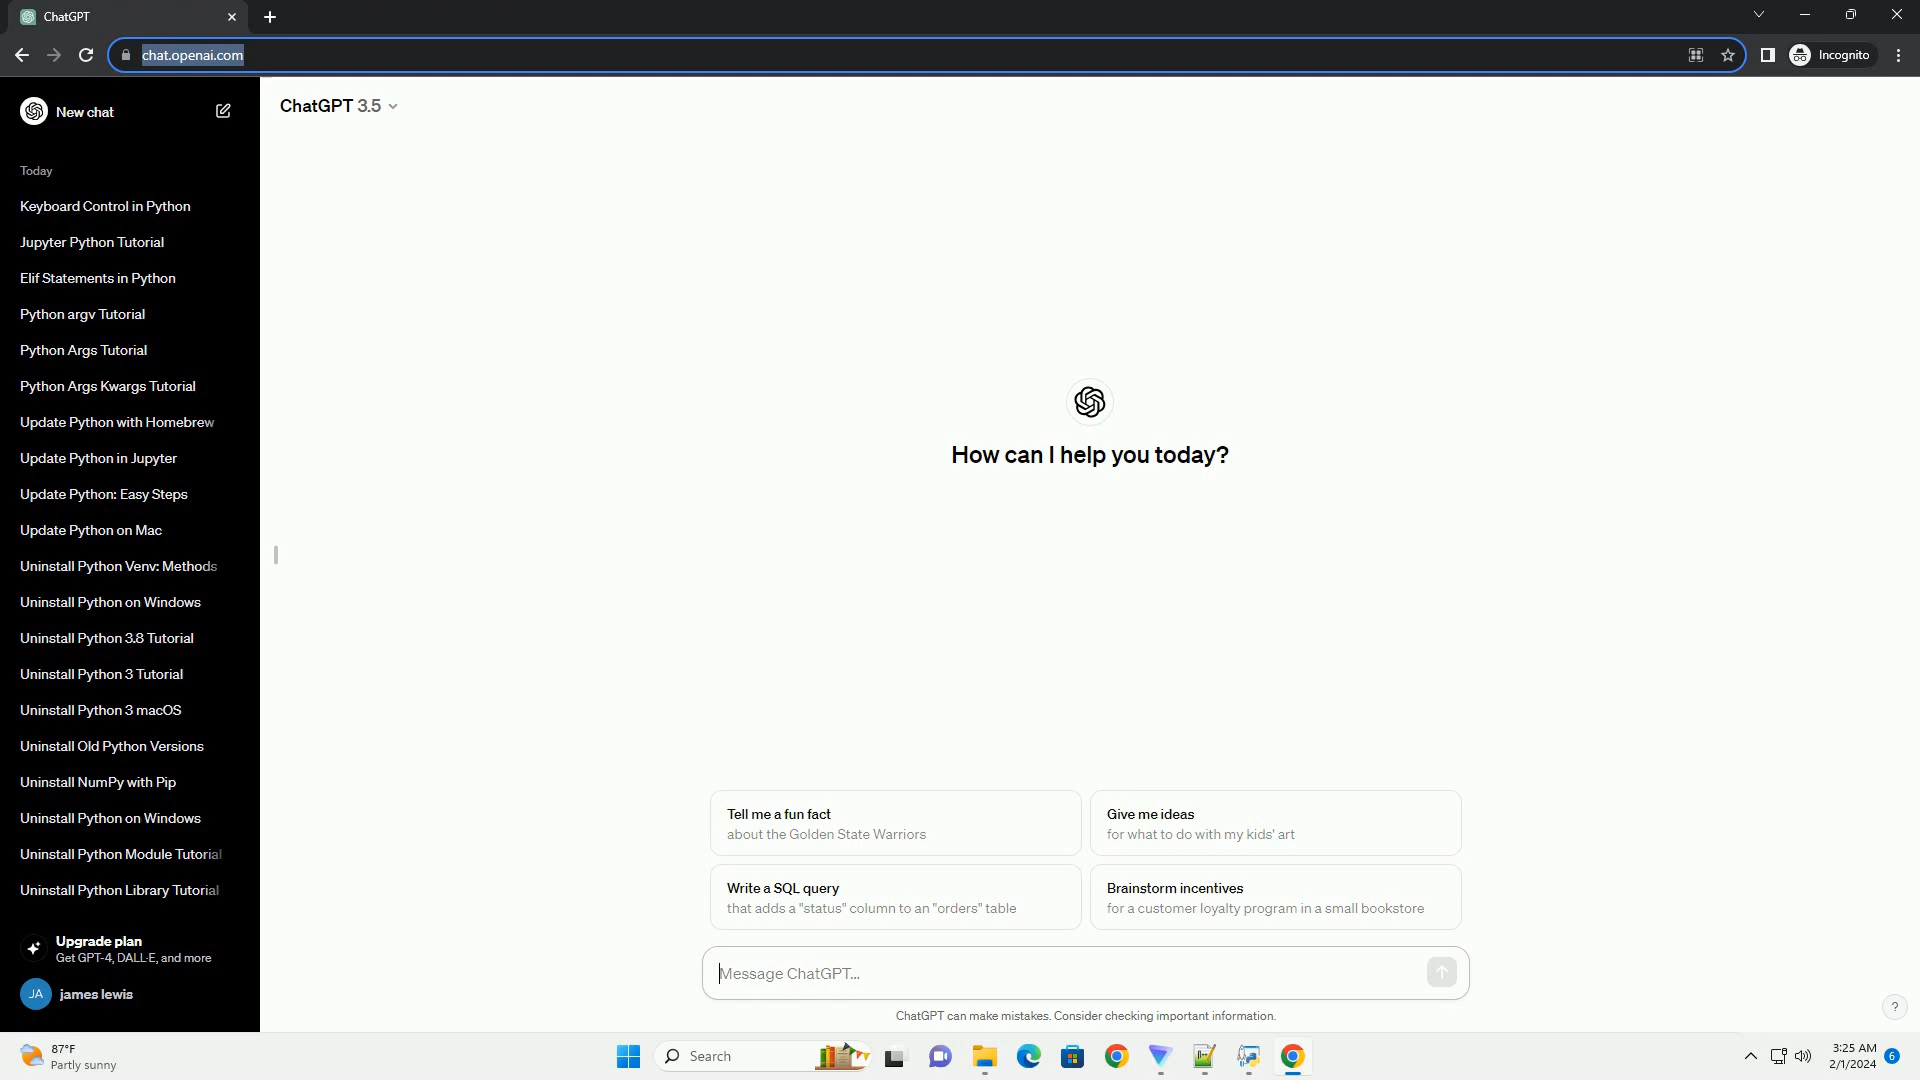 ChatGPT
chat.openai.com
Incognito
New chat
ChatGPT 3.5
Today
Keyboard Control in Python
Jupyter Python Tutorial
Elif Statements in Python
Python argv Tutorial
Python Args Tutorial
Python Args Kwargs Tutorial
Update Python with Homebrew
Update Python in Jupyter
Update Python: Easy Steps
Update Python on Mac
Uninstall Python Venv: Methods
Uninstall Python on Windows
Uninstall Python 3.8 Tutorial
Uninstall Python 3 Tutorial
Uninstall Python 3 macOS
Uninstall Old Python Versions
Uninstall NumPy with Pip
Uninstall Python on Windows
Uninstall Python Module Tutorial
Uninstall Python Library Tutorial
Upgrade plan
Get GPT-4, DALL·E, and more
JA
james lewis
How can I help you today?
Tell me a fun fact
about the Golden State Warriors
Give me ideas
for what to do with my kids' art
Write a SQL query
that adds a "status" column to an "orders" table
Brainstorm incentives
for a customer loyalty program in a small bookstore
Message ChatGPT...
ChatGPT can make mistakes. Consider checking important information.
?
87°F
Partly sunny
Search
3:25 AM
2/1/2024
6